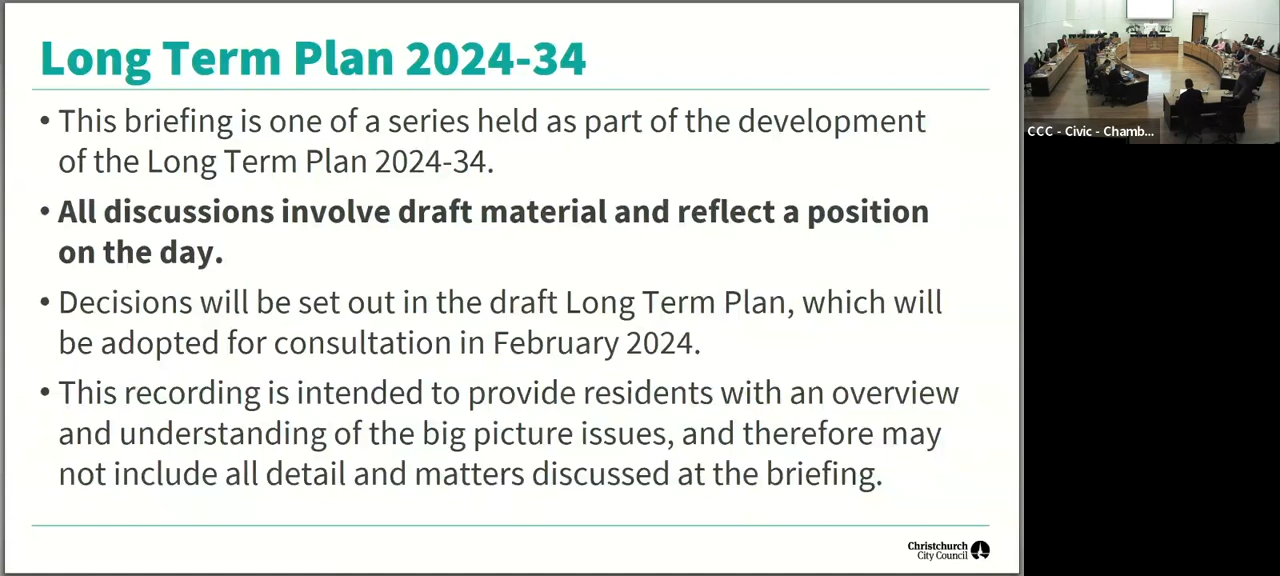 Long Term Plan 2024-34
• This briefing is one of a series held as part of the development
of the Long Term Plan 2024-34.
• All discussions involve draft material and reflect a position
on the day.
• Decisions will be set out in the draft Long Term Plan, which will
be adopted for consultation in February 2024.
• This recording is intended to provide residents with an overview
and understanding of the big picture issues, and therefore may
not include all detail and matters discussed at the briefing.
Christchurch
City Council
CCC - Civic - Chamb...